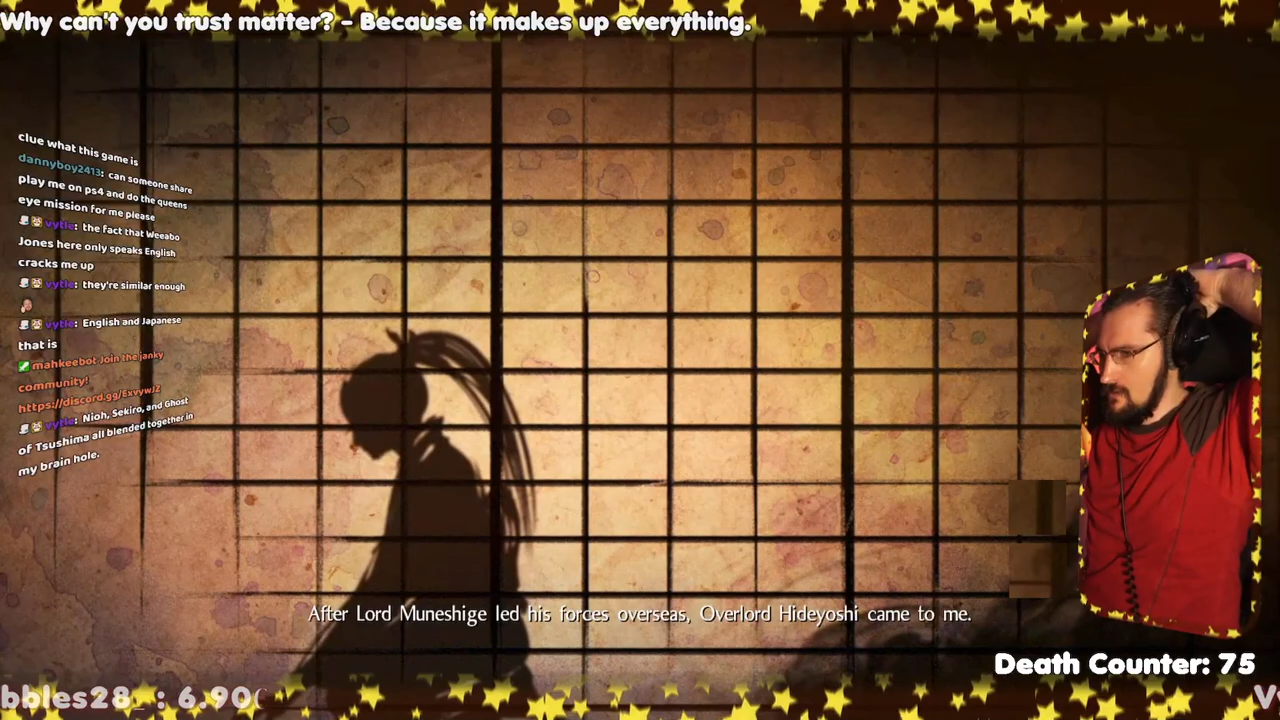 Why can't you trust matter? - Because it makes up everything.
clue what this game is
dannyboy2413: can someone share
play me on ps4 and do the queens
eye mission for me please
vytle: the fact that Weeabo
Jones here only speaks English
cracks me up
vytle: they're similar enough
vytle: English and Japanese
that is
mahkeebot Join the janky
community!
https://discord.gg/ExvywJZ
vytle: Nioh, Sekiro, and Ghost
of Tsushima all blended together in
my brain hole.
After Lord Muneshige led his forces overseas, Overlord Hideyoshi came to me.
Death Counter: 75
bbles28_: 6.90(